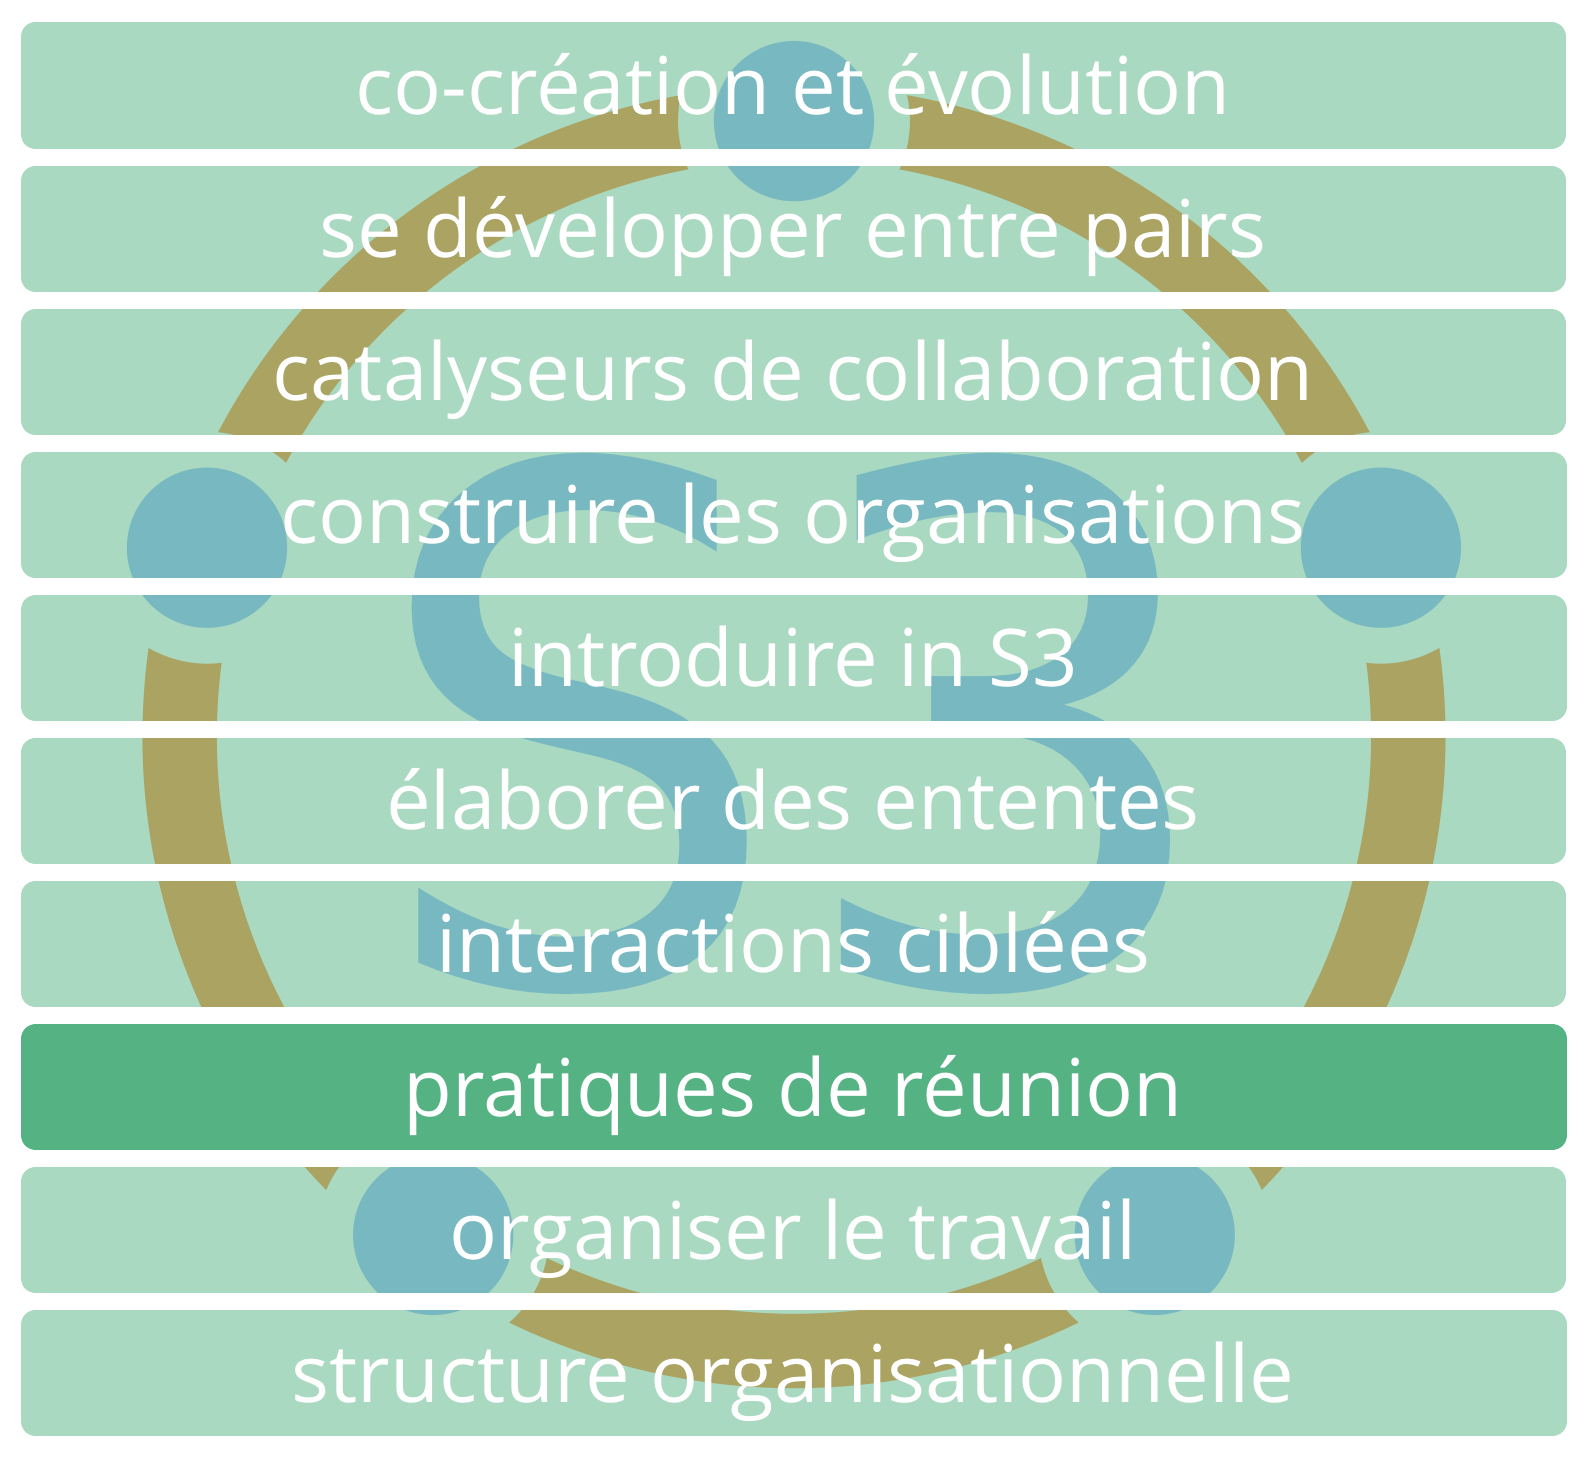 co-création et évolution
se développer entre pairs
catalyseurs de collaboration
construire les organisations
introduire in S3
élaborer des ententes
interactions ciblées
pratiques de réunion
organiser le travail
structure organisationnelle
S3